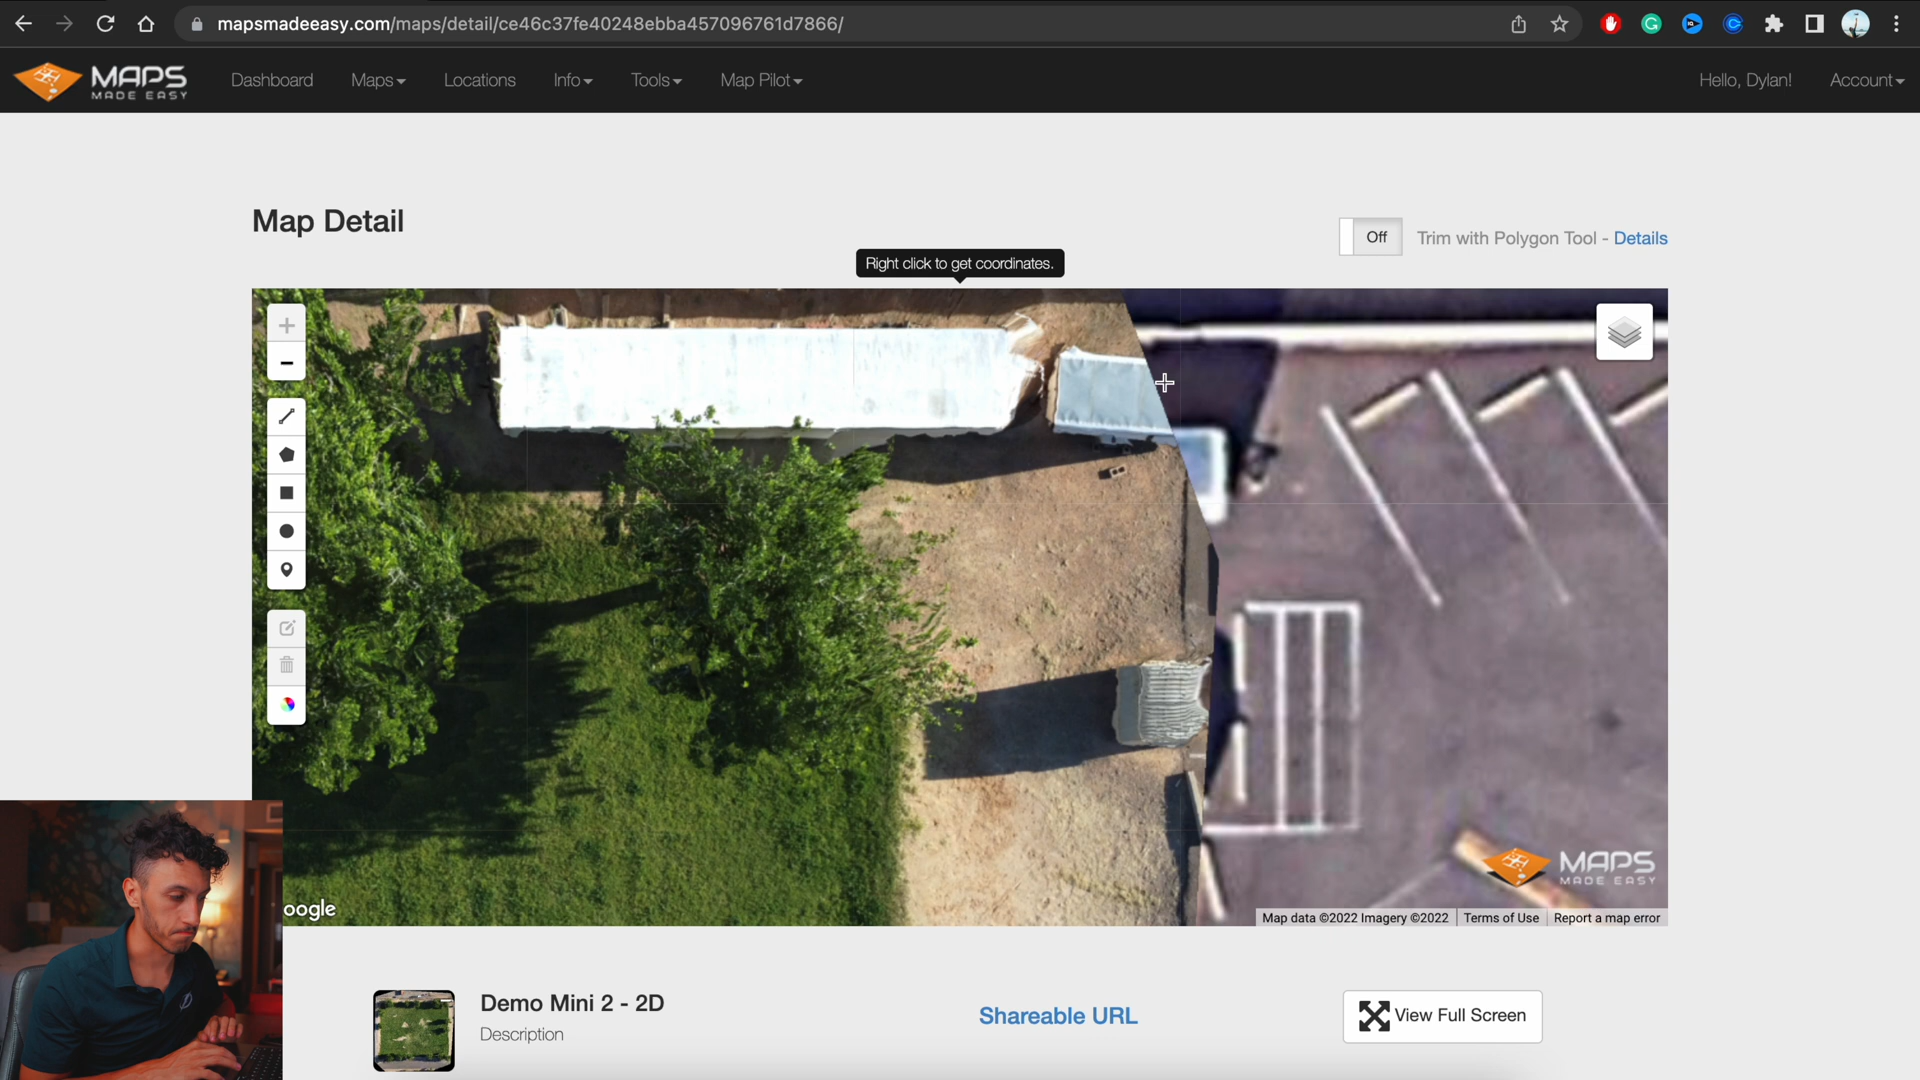 mapsmadeeasy.com/maps/detail/ce46c37fe40248ebba457096761d7866/
MAPS
MADE EASY
Dashboard
Maps
Locations
Info
Tools
Map Pilot
Hello, Dylan!
Account
Map Detail
Off
Trim with Polygon Tool - Details
Right click to get coordinates.
MAPS
MADE EASY
oogle
Map data ©2022 Imagery ©2022
Terms of Use
Report a map error
Demo Mini 2 - 2D
Description
Shareable URL
View Full Screen